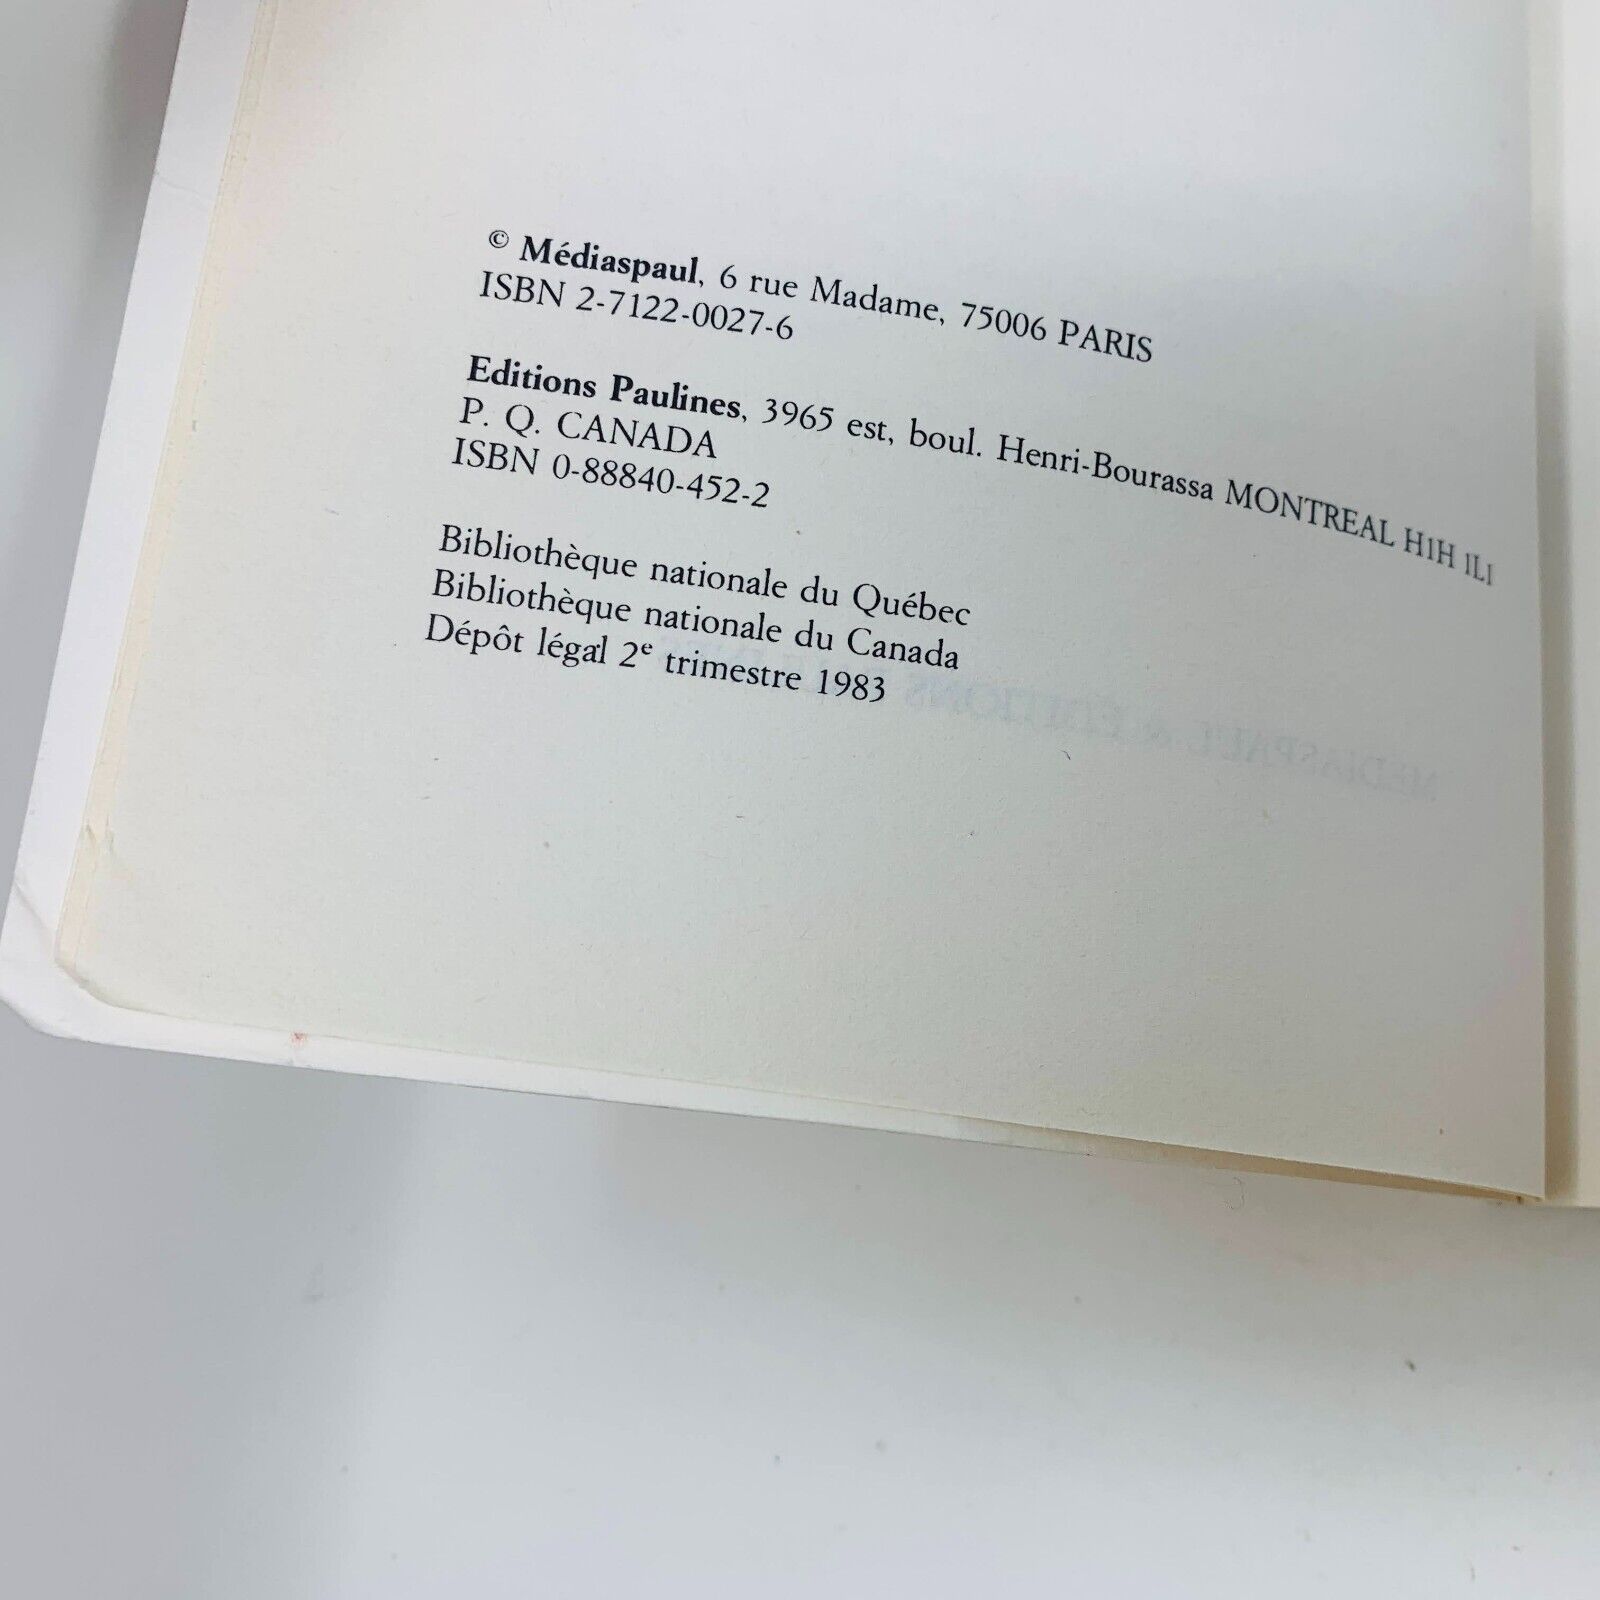 © Médiaspaul, 6 rue Madame, 75006 PARIS
ISBN 2-7122-0027-6
Editions Paulines, 3965 est, boul. Henri-Bourassa MONTREAL H1H 1L1
P. Q. CANADA
ISBN 0-88840-452-2
Bibliothèque nationale du Québec
Bibliothèque nationale du Canada
Dépôt légal 2e trimestre 1983
MEDIASPAUL & EDITIONS